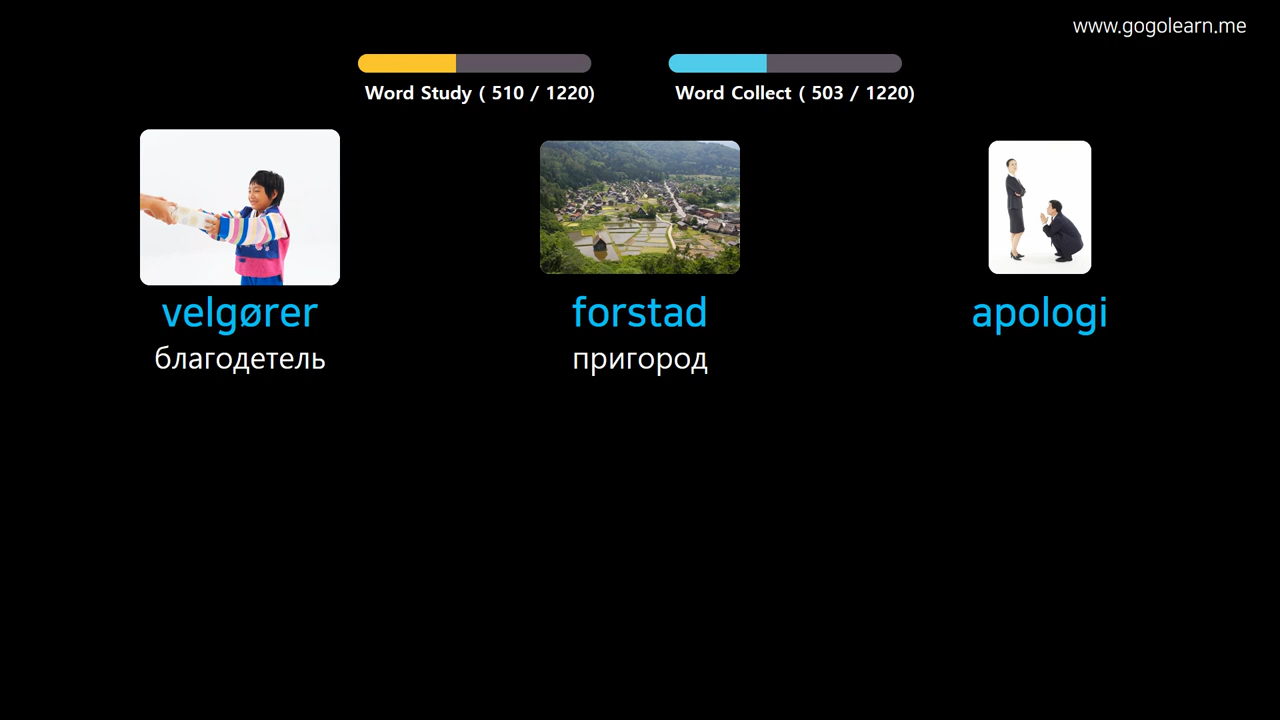 www.gogolearn.me
Word Study ( 510 / 1220)
Word Collect ( 503 / 1220)
velgører
forstad
apologi
благодетель
пригород